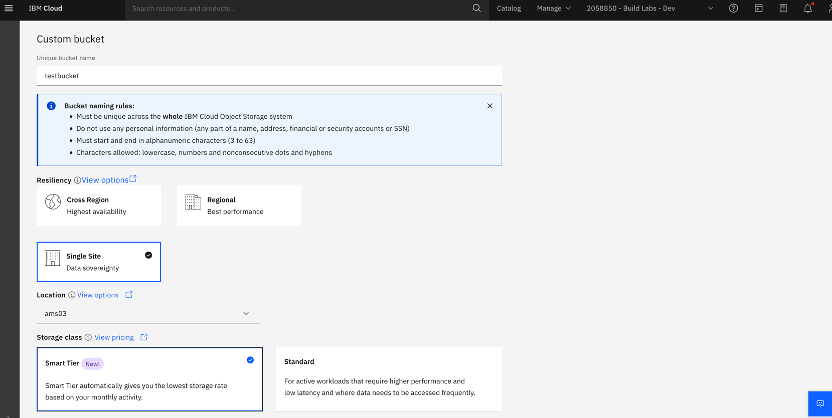 IBM Cloud
Search resources and products...
Catalog
Manage
2058850 - Build Labs - Dev
Custom bucket
Unique bucket name
testbucket
Bucket naming rules:
Must be unique across the whole IBM Cloud Object Storage system
Do not use any personal information (any part of a name, address, financial or security accounts or SSN)
Must start and end in alphanumeric characters (3 to 63)
Characters allowed: lowercase, numbers and nonconsecutive dots and hyphens
Resiliency View options
Cross Region
Highest availability
Regional
Best performance
Single Site
Data sovereignty
Location View options
ams03
Storage class View pricing
Smart Tier New!
Smart Tier automatically gives you the lowest storage rate
based on your monthly activity.
Standard
For active workloads that require higher performance and
low latency and where data needs to be accessed frequently.